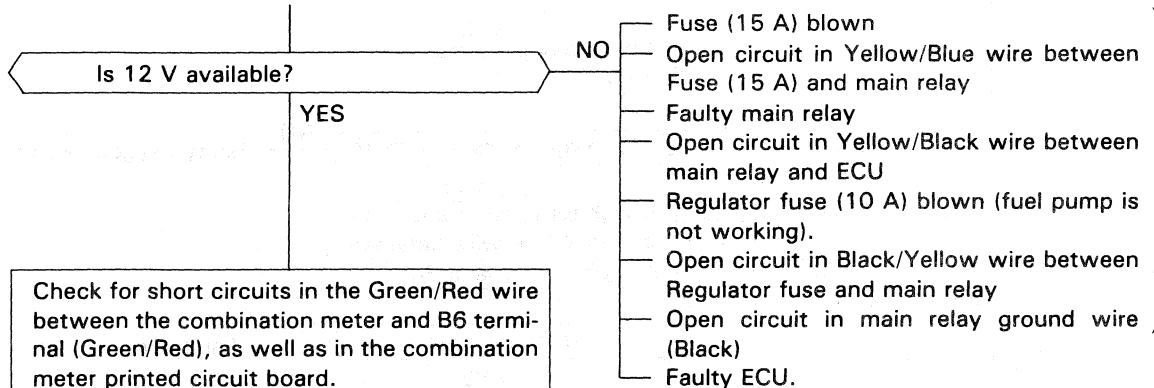 Is 12 V available?
NO
YES
Fuse (15 A) blown
Open circuit in Yellow/Blue wire between
Fuse (15 A) and main relay
Faulty main relay
Open circuit in Yellow/Black wire between
main relay and ECU
Regulator fuse (10 A) blown (fuel pump is
not working).
Open circuit in Black/Yellow wire between
Regulator fuse and main relay
Open circuit in main relay ground wire
(Black)
Faulty ECU.
Check for short circuits in the Green/Red wire
between the combination meter and B6 termi-
nal (Green/Red), as well as in the combination
meter printed circuit board.